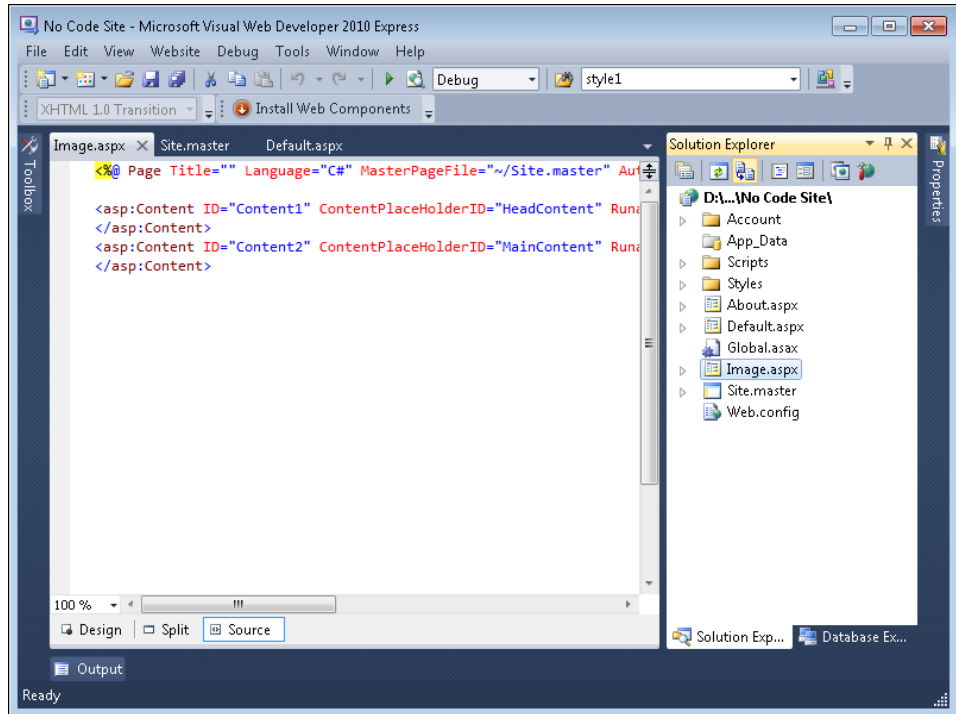 No Code Site - Microsoft Visual Web Developer 2010 Express
File Edit View Website Debug Tools Window Help
Debug style1
XHTML 1.0 Transition Install Web Components
Toolbox
Image.aspx Site.master Default.aspx
<%@ Page Title="" Language="C#" MasterPageFile="~/Site.master" Aut
<asp:Content ID="Content1" ContentPlaceHolderID="HeadContent" Runa
</asp:Content>
<asp:Content ID="Content2" ContentPlaceHolderID="MainContent" Runa
</asp:Content>
100 %
Design Split Source
Solution Explorer
D:\...\No Code Site\
Account
App_Data
Scripts
Styles
About.aspx
Default.aspx
Global.asax
Image.aspx
Site.master
Web.config
Solution Exp... Database Ex...
Properties
Output
Ready